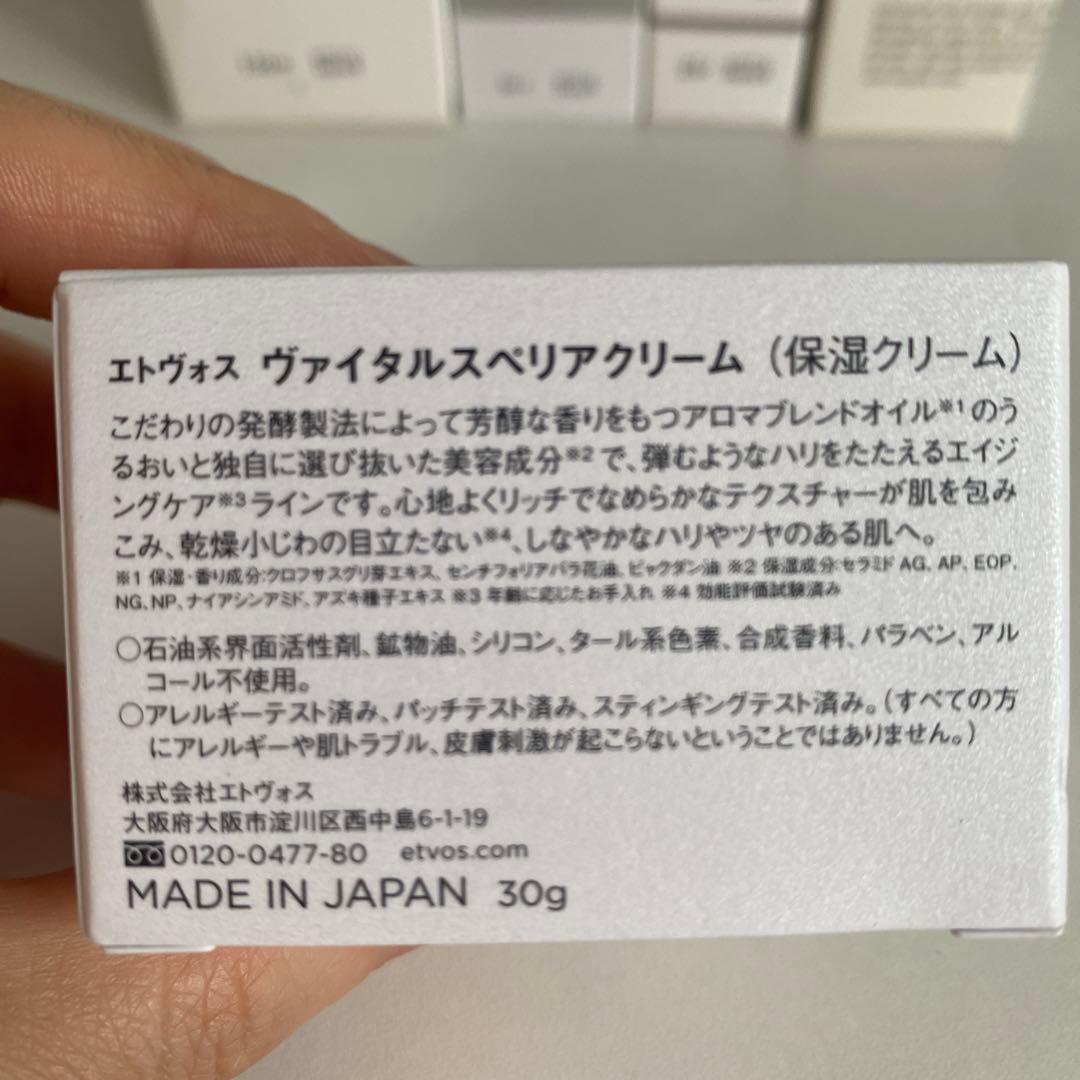 エトヴォス ヴァイタルスペリアクリーム（保湿クリーム）
こだわりの発酵製法によって芳醇な香りをもつアロマブレンドオイル※1のう
るおいと独自に選び抜いた美容成分※2で、弾むようなハリをたたえるエイジ
ングケア※3ラインです。心地よくリッチでなめらかなテクスチャーが肌を包み
こみ、乾燥小じわの目立たない※4、しなやかなハリやツヤのある肌へ。
※1 保湿・香り成分:クロフサスグリ芽エキス、センチフォリアバラ花油、ビャクダン油 ※2 保湿成分:セラミドAG、AP、EOP、
NG、NP、ナイアシンアミド、アズキ種子エキス ※3 年齢に応じたお手入れ ※4 効能評価試験済み
○石油系界面活性剤、鉱物油、シリコン、タール系色素、合成香料、パラベン、アル
コール不使用。
○アレルギーテスト済み、パッチテスト済み、スティンギングテスト済み。（すべての方
にアレルギーや肌トラブル、皮膚刺激が起こらないということではありません。）
株式会社エトヴォス
大阪府大阪市淀川区西中島6-1-19
0120-0477-80 etvos.com
MADE IN JAPAN 30g